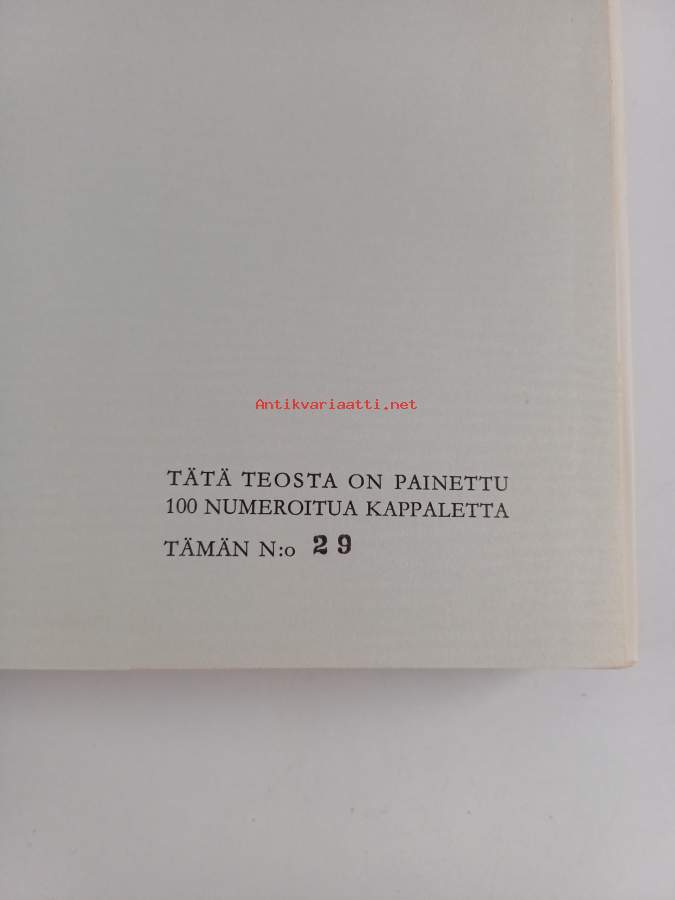 Antikvariaatti.net
TÄTÄ TEOSTA ON PAINETTU
100 NUMEROITUA KAPPALETTA
TÄMÄN N:o 29